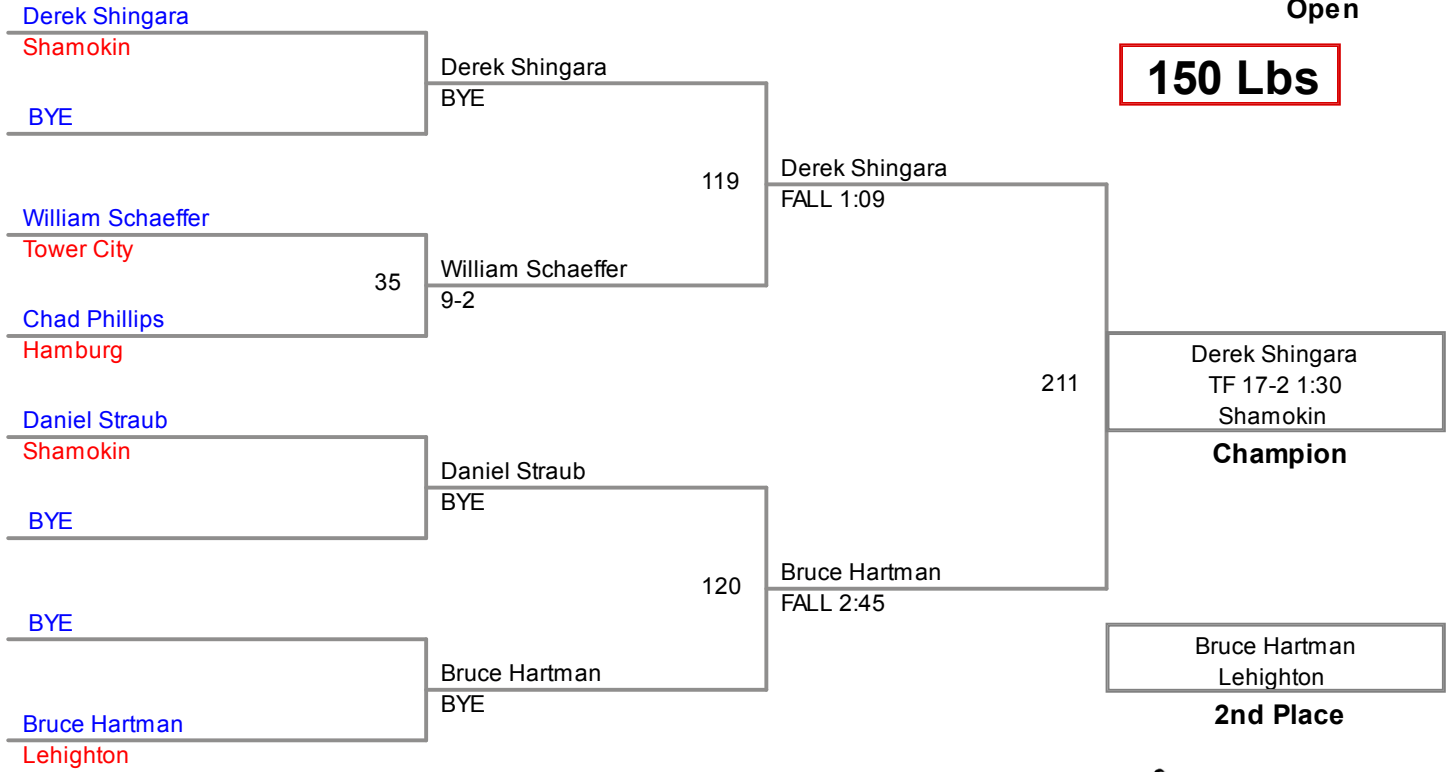 Open
150 Lbs
Derek Shingara
Shamokin
BYE
William Schaeffer
Tower City
35
Chad Phillips
Hamburg
Daniel Straub
Shamokin
BYE
BYE
Bruce Hartman
Lehighton
Derek Shingara
BYE
119
William Schaeffer
9-2
Daniel Straub
BYE
120
Bruce Hartman
BYE
Derek Shingara
FALL 1:09
211
Bruce Hartman
FALL 2:45
Derek Shingara
TF 17-2 1:30
Shamokin
Champion
Bruce Hartman
Lehighton
2nd Place